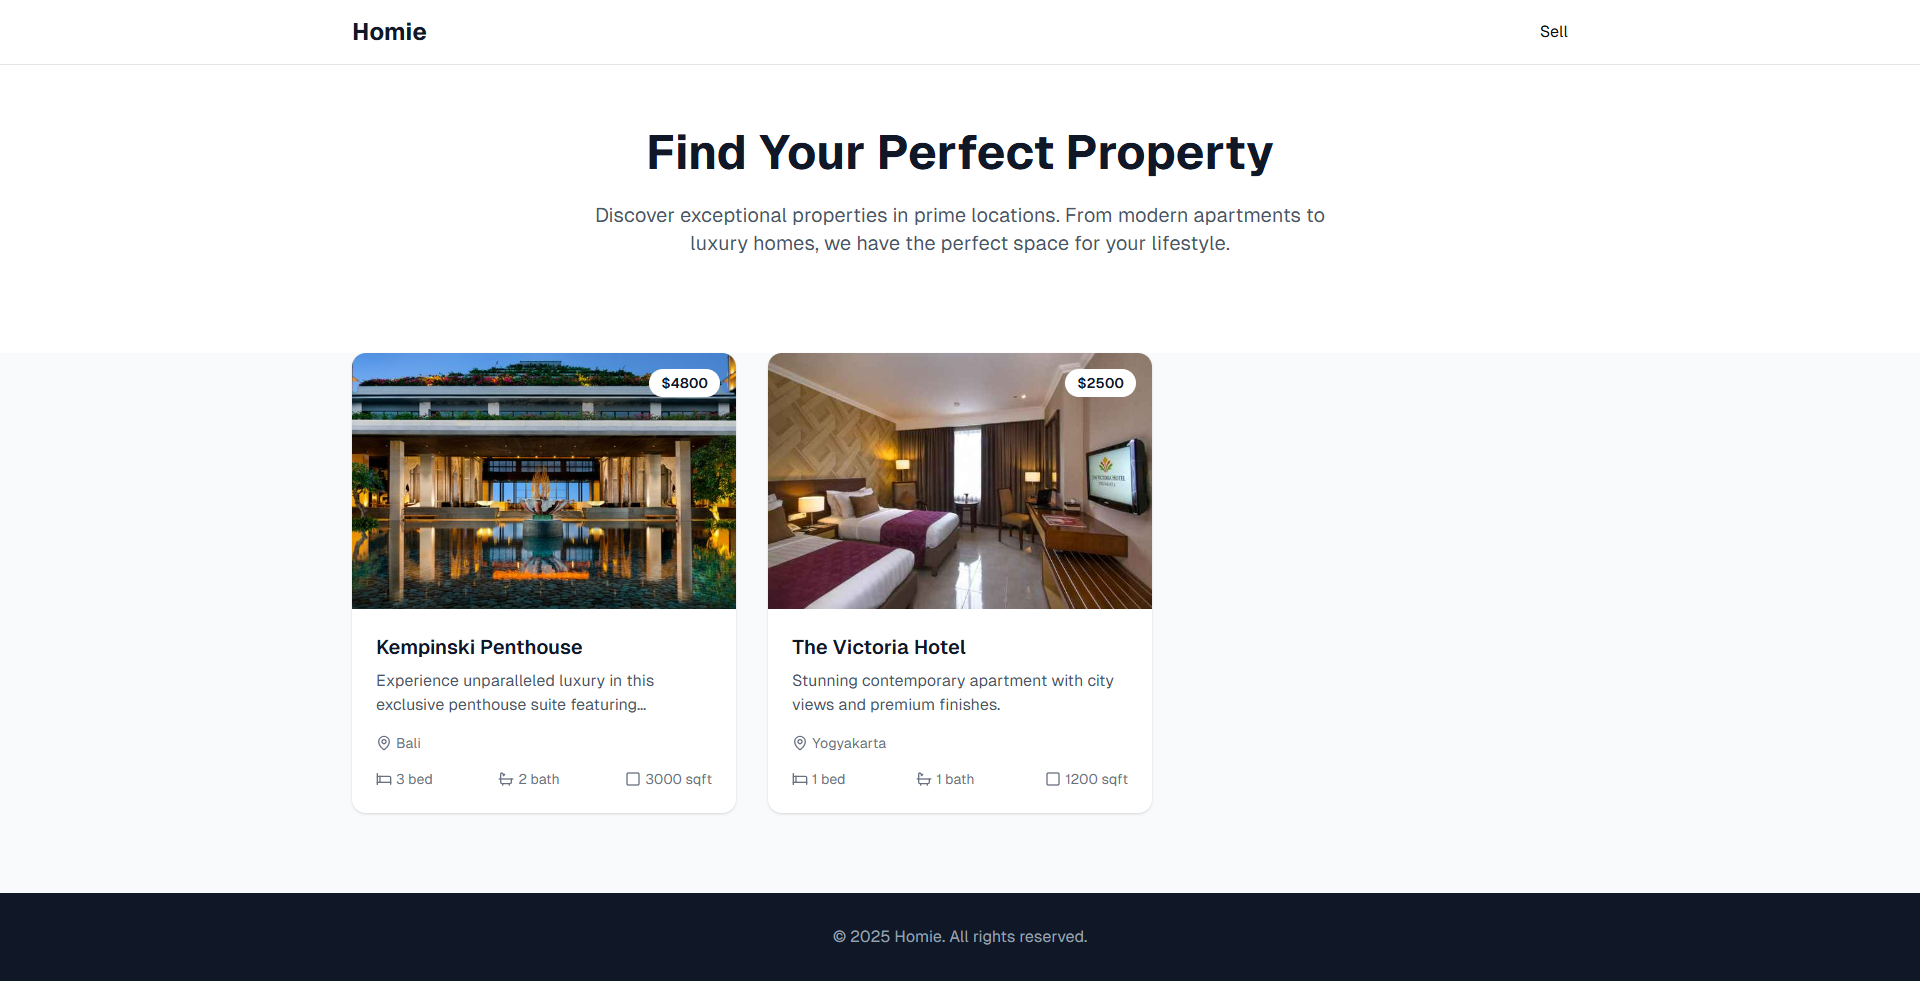 Homie
Sell
Find Your Perfect Property
Discover exceptional properties in prime locations. From modern apartments to
luxury homes, we have the perfect space for your lifestyle.
$4800
$2500
THE VICTORIA HOTEL
Kempinski Penthouse
Experience unparalleled luxury in this
exclusive penthouse suite featuring...
Bali
3 bed
2 bath
3000 sqft
The Victoria Hotel
Stunning contemporary apartment with city
views and premium finishes.
Yogyakarta
1 bed
1 bath
1200 sqft
© 2025 Homie. All rights reserved.